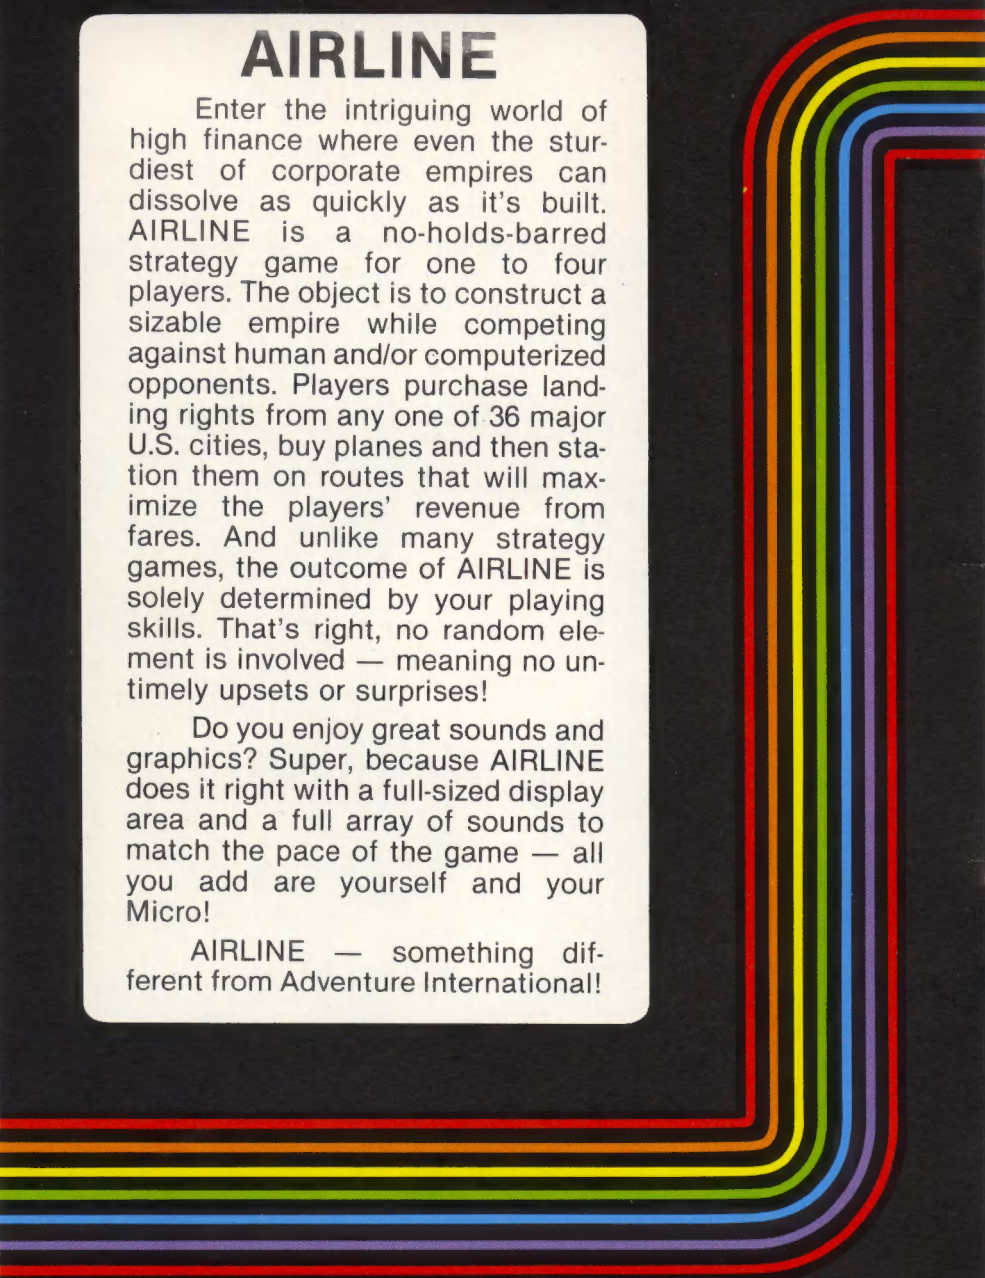 AIRLINE
Enter the intriguing world of
high finance where even the stur-
diest of corporate empires can
dissolve as quickly as it's built.
AIRLINE is a no-holds-barred
strategy game for one to four
players. The object is to construct a
sizable empire while competing
against human and/or computerized
opponents. Players purchase land-
ing rights from any one of 36 major
U.S. cities, buy planes and then sta-
tion them on routes that will max-
imize the players' revenue from
fares. And unlike many strategy
games, the outcome of AIRLINE is
solely determined by your playing
skills. That's right, no random ele-
ment is involved — meaning no un-
timely upsets or surprises!
Do you enjoy great sounds and
graphics? Super, because AIRLINE
does it right with a full-sized display
area and a full array of sounds to
match the pace of the game — all
you add are yourself and your
Micro!
AIRLINE — something dif-
ferent from Adventure International!